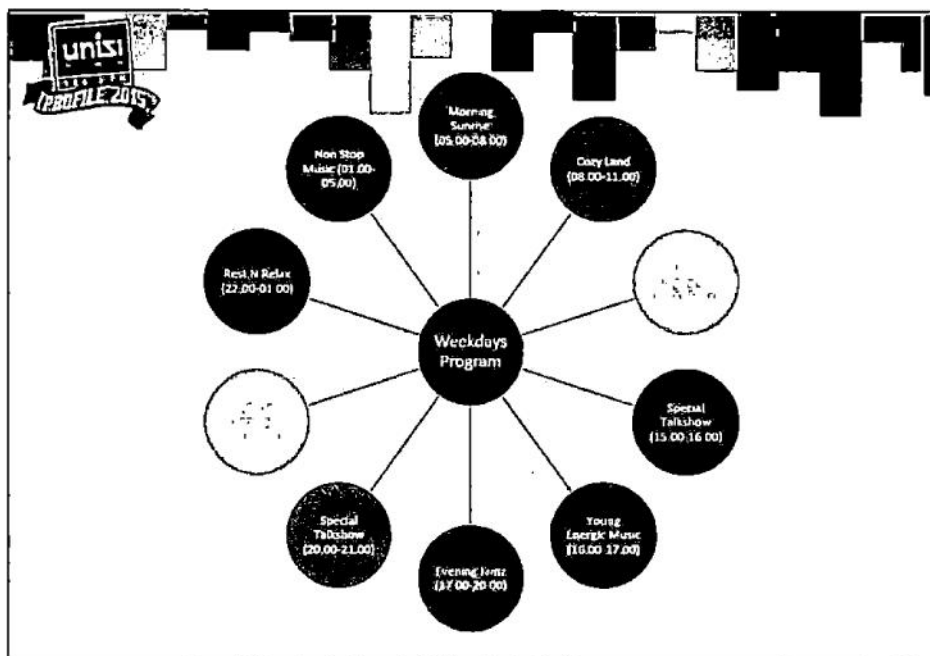 unisi
PROFILE 2015
Morning
Sunrise
(05.00-08.00)
Cozy Land
(08.00-11.00)
Special
Talkshow
(15.00-16.00)
Young
Energic Music
(16.00-17.00)
Evening
(17.00-20.00)
Special
Talkshow
(20.00-21.00)
Rest N Relax
(22.00-01.00)
Non Stop
Music (01.00-
05.00)
Weekdays
Program